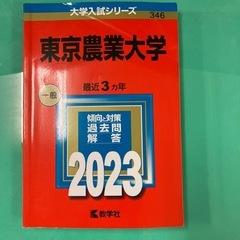 大学入試シリーズ
346
東京農業大学
最近3カ年
一般
傾向と対策
過去問
解答
2023
教学社